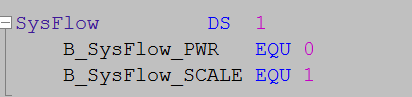 SysFlow DS 1
B_SysFlow_PWR EQU 0
B_SysFlow_SCALE EQU 1